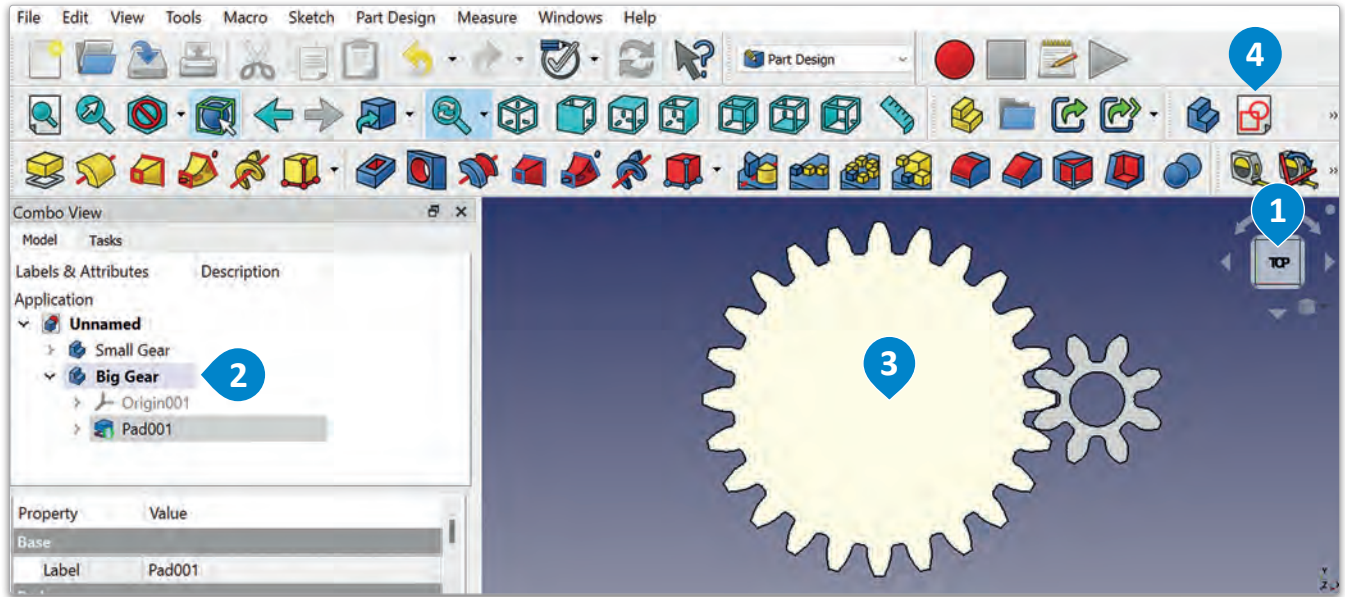 File Edit View Tools Macro Sketch Part Design Measure Windows Help
Part Design
4
Combo View
1
Model Tasks
TOP
Labels & Attributes Description
Application
Unnamed
Small Gear
Big Gear
2
3
Origin001
Pad001
Property Value
Base
Label Pad001
Y
Z